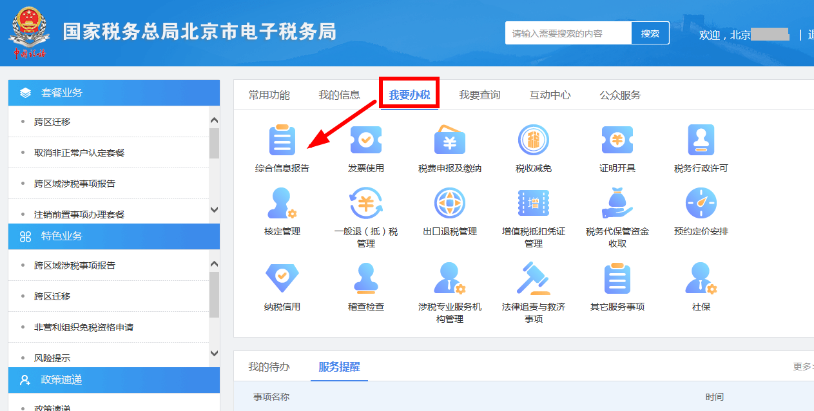 国家税务总局北京市电子税务局
请输入需要搜索的内容
搜索
欢迎，北京
套餐业务
跨区迁移
取消非正常户认定套餐
跨区域涉税事项报告
注销前置事项办理套餐
特色业务
跨区域涉税事项报告
跨区迁移
非营利组织免税资格申请
风险提示
政策速递
政策速递
常用功能 我的信息 我要办税 我要查询 互动中心 公众服务
综合信息报告 发票使用 税费申报及缴纳 税收减免 证明开具 税务行政许可
核定管理 一般退（抵）税 出口退税管理 增 增值税抵扣凭证 税务代保管资金 预约定价安排
管理 管理 收取
纳税信用 稽查检查 涉税专业服务机 法律追责与救济 其它服务事项 社保
构管理 事项
我的待办 服务提醒 更多
事项名称 时间